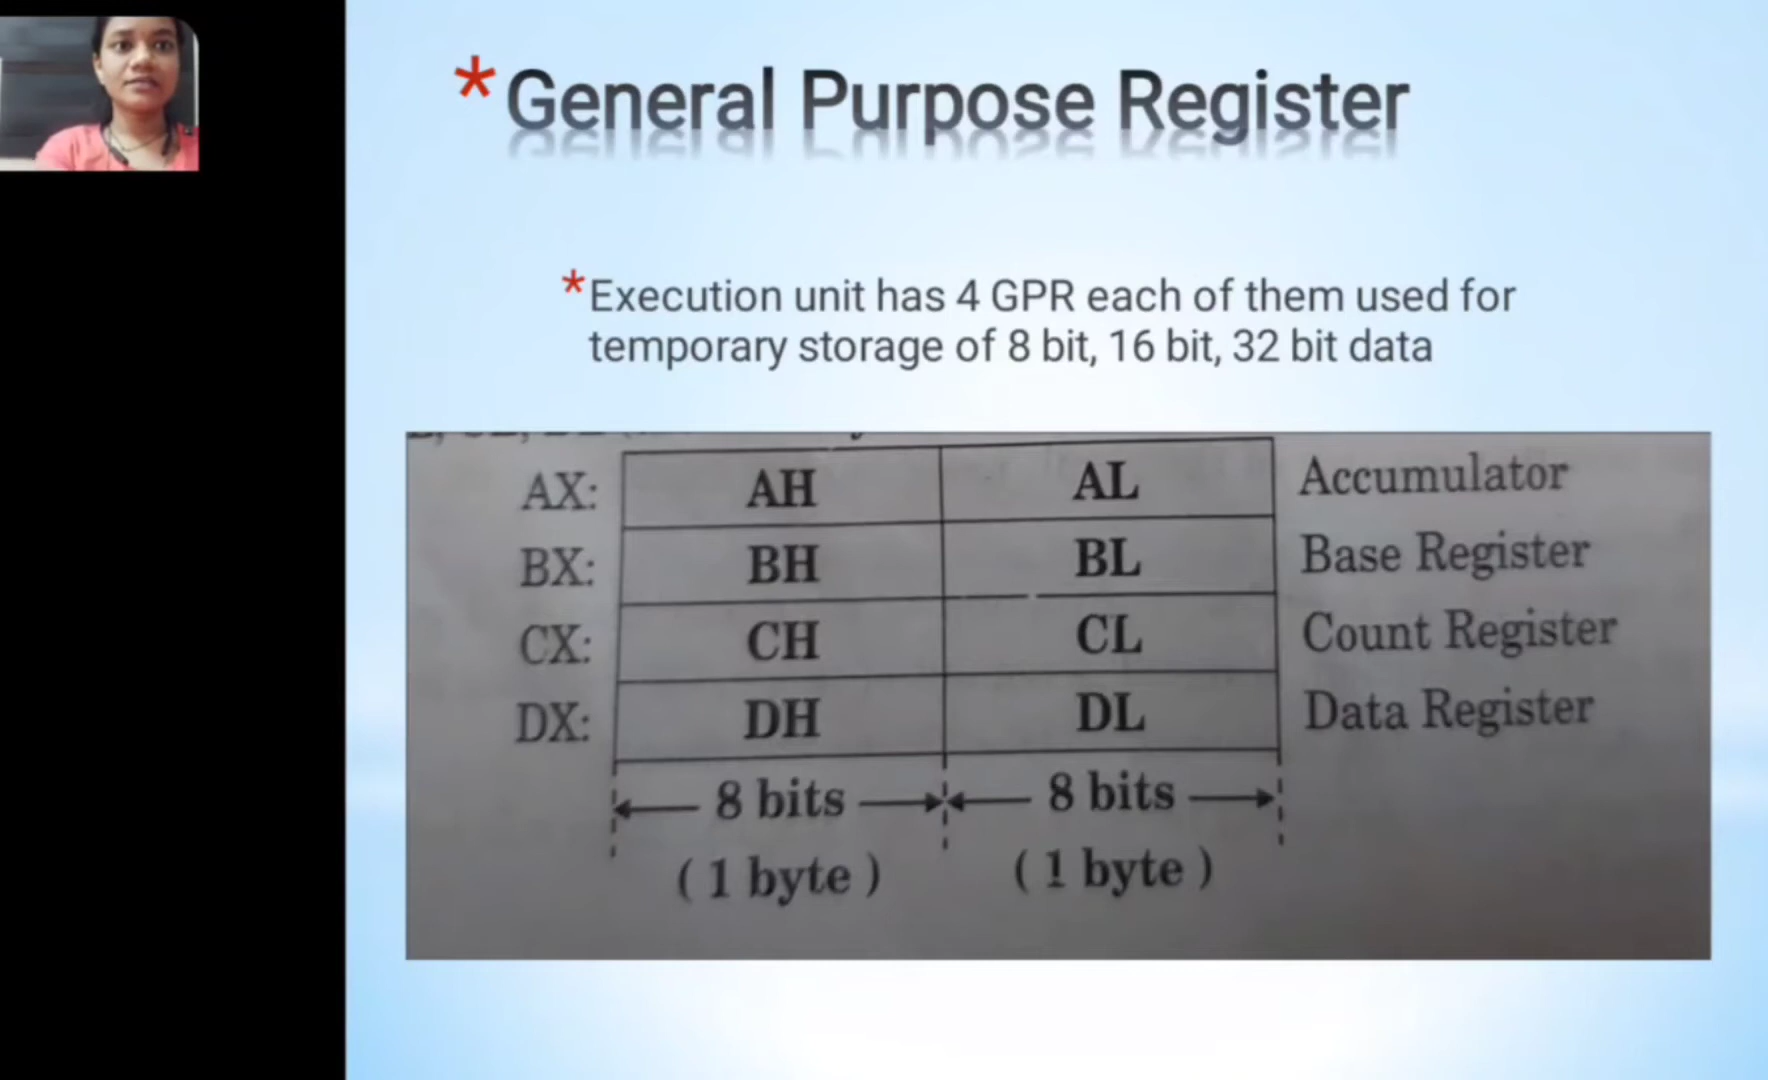 *General Purpose Register
*Execution unit has 4 GPR each of them used for
temporary storage of 8 bit, 16 bit, 32 bit data
AX: AH AL Accumulator
BX: BH BL Base Register
CX: CH CL Count Register
DX: DH DL Data Register
8 bits 8 bits
( 1 byte ) ( 1 byte )